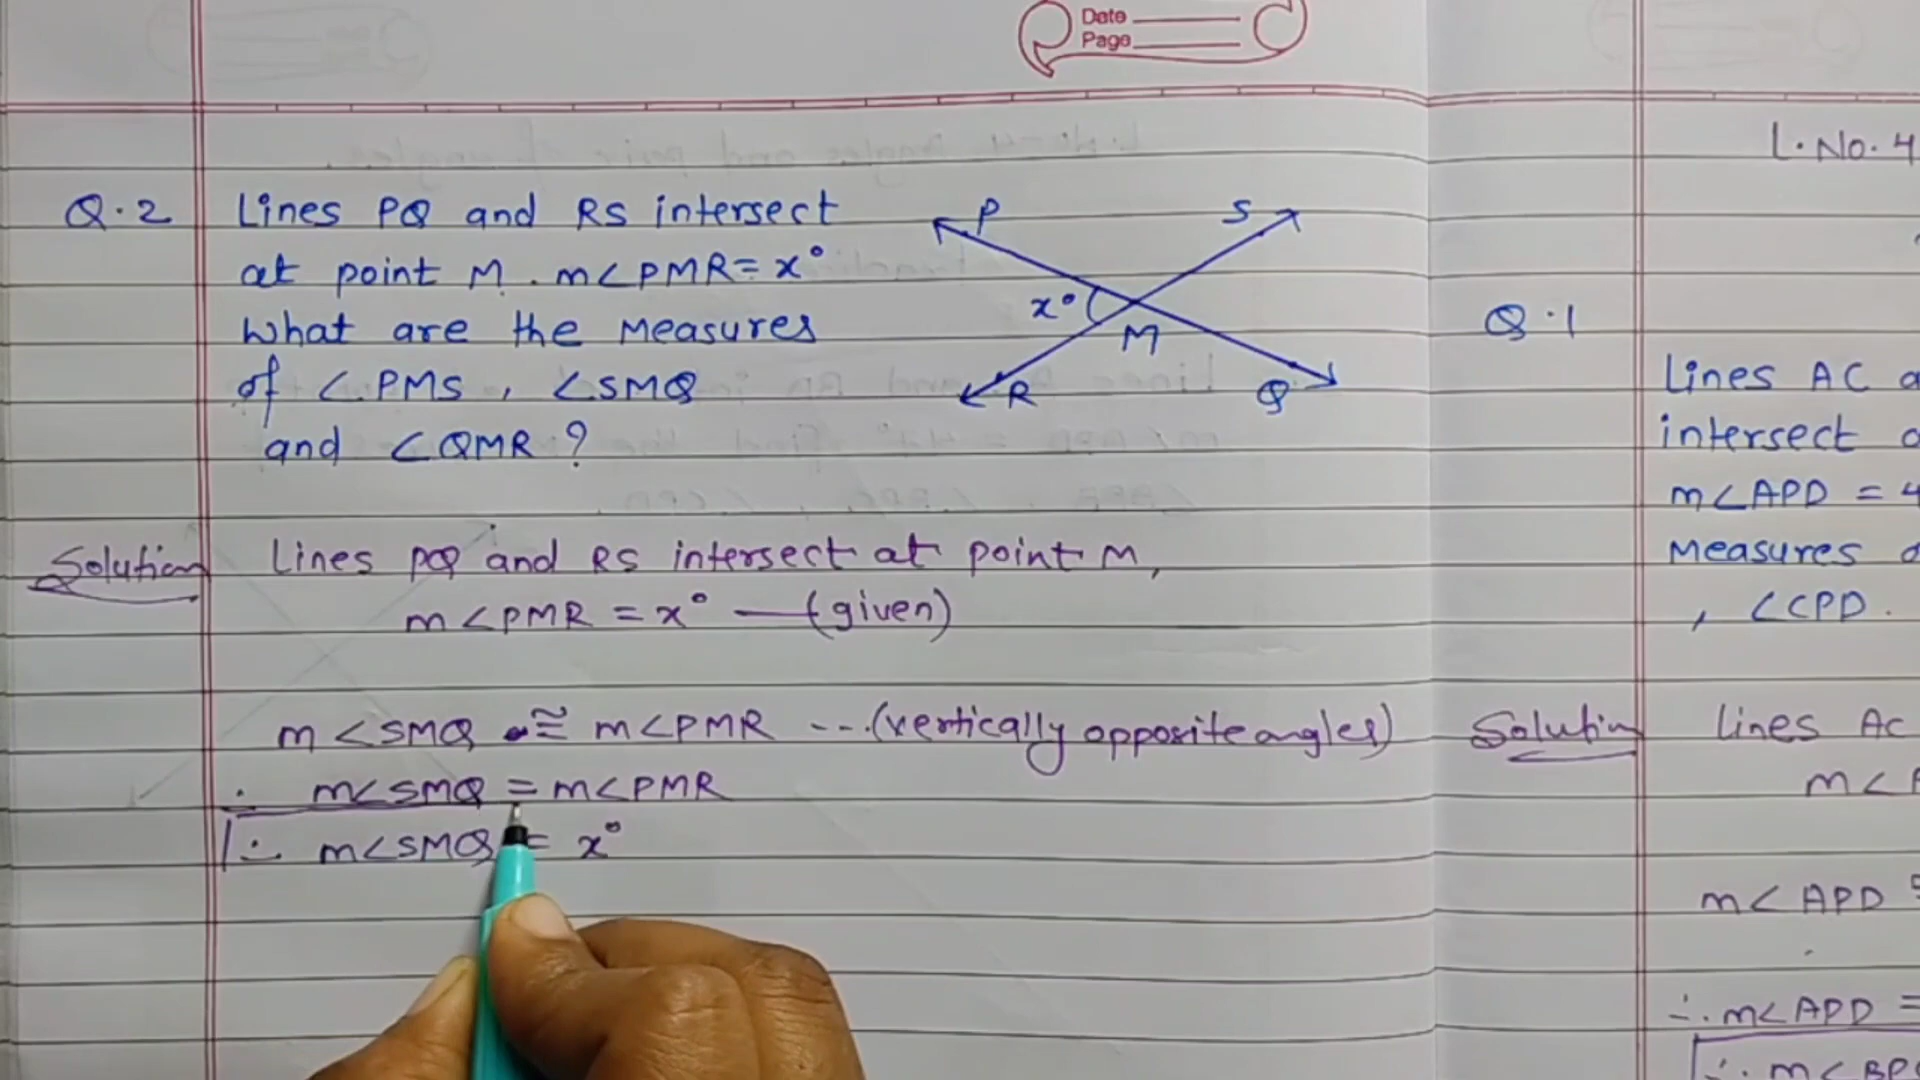 Date
Page
L.No.4
Q.2 Lines PQ and RS intersect
at point M. m∠PMR = x°
What are the Measures
of ∠PMS, ∠SMQ
and ∠QMR?
P
S
x°
M
R
Q
Solution Lines PQ and RS intersect at point M,
m∠PMR = x° — (given)
m∠SMQ ≅ m∠PMR ---(vertically opposite angles)
∴ m∠SMQ = m∠PMR
∴ m∠SMQ = x°
Q.1
Lines AC
intersect
m∠APD = 4
Measures
, ∠CPD.
Solution Lines AC
m∠
m∠APD
∴ m∠APD =
∴ m∠BP